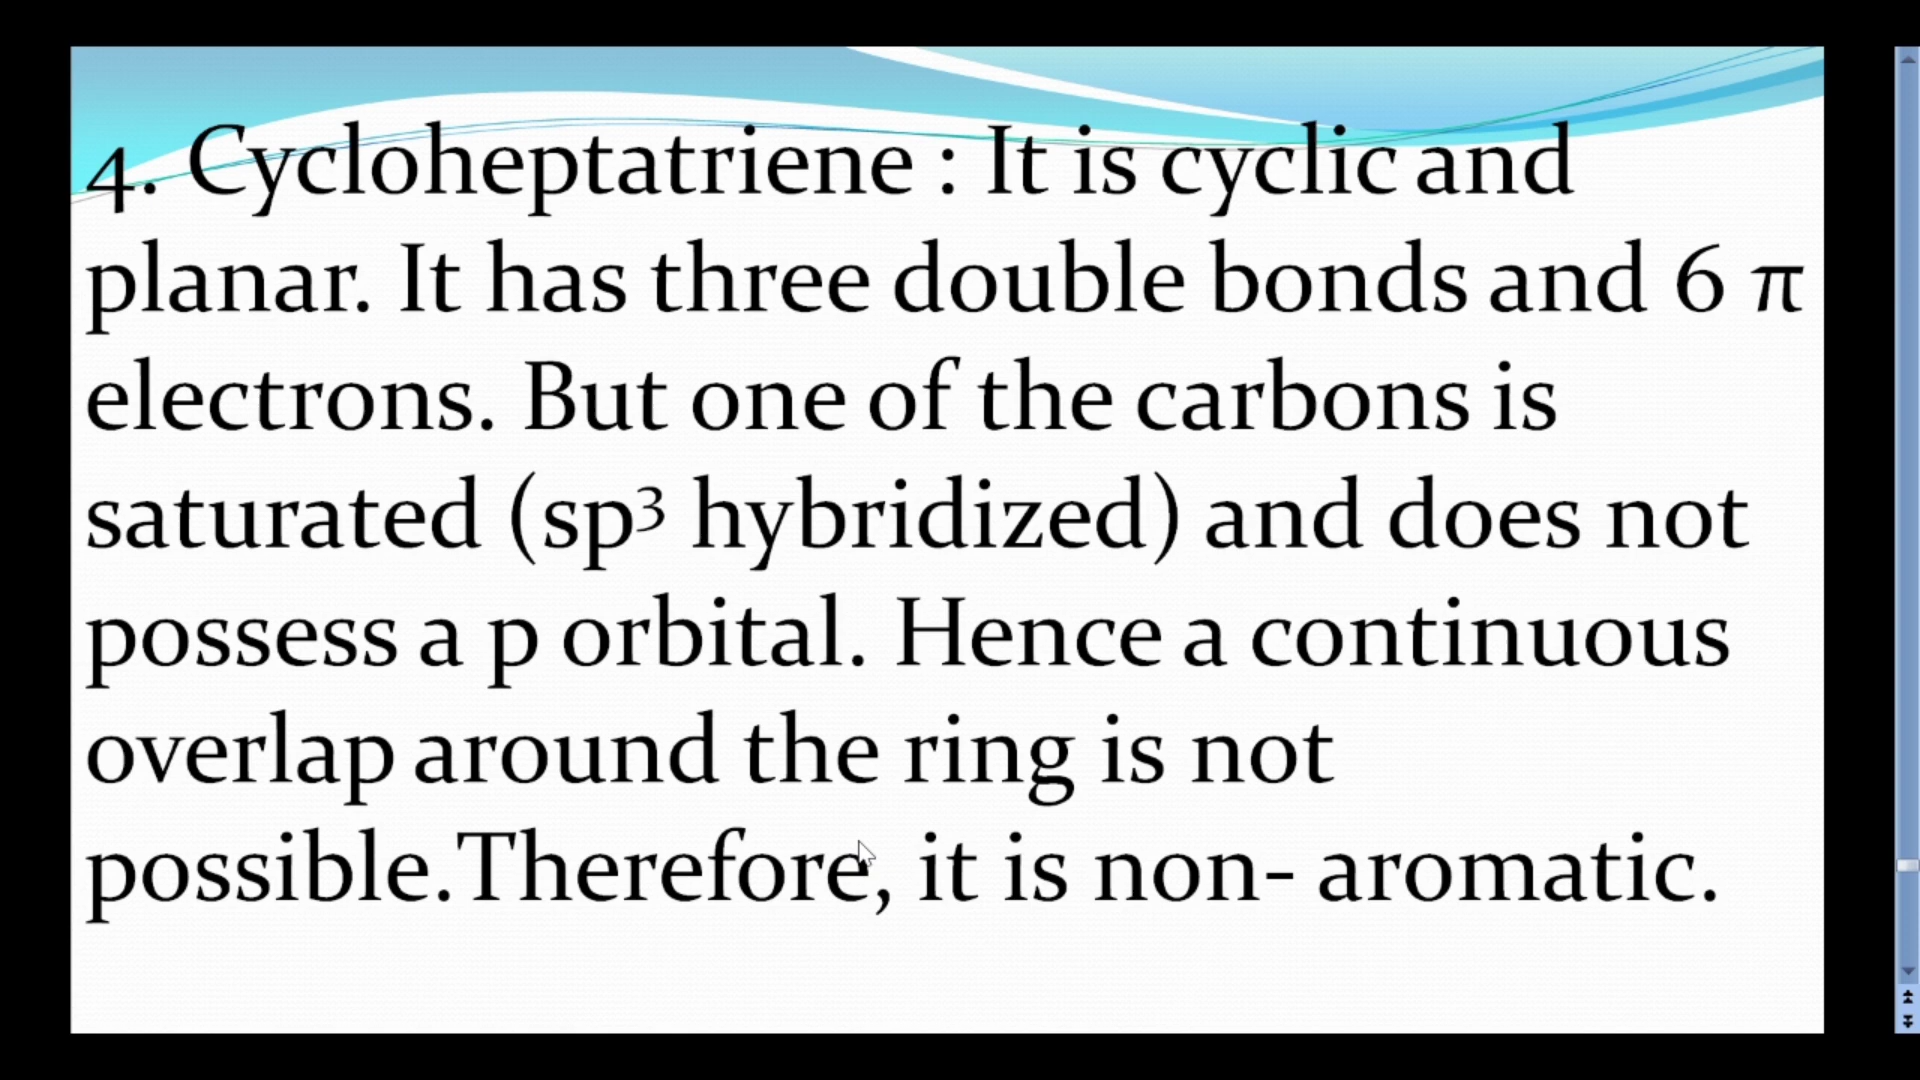 4. Cycloheptatriene : It is cyclic and
planar. It has three double bonds and 6 π
electrons. But one of the carbons is
saturated (sp³ hybridized) and does not
possess a p orbital. Hence a continuous
overlap around the ring is not
possible.Therefore, it is non- aromatic.